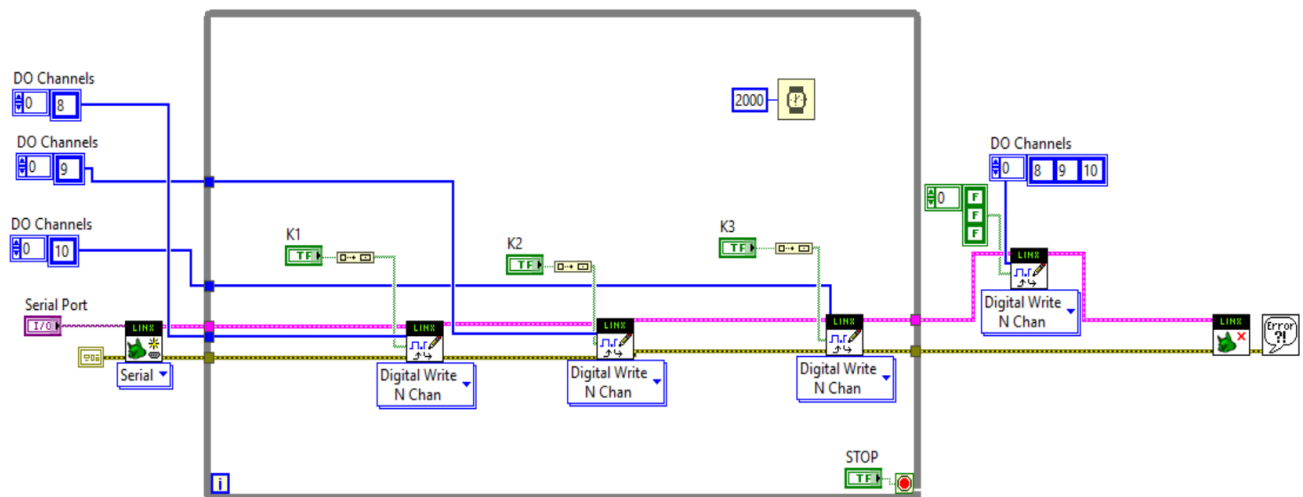 DO Channels
0 8
DO Channels
0 9
DO Channels
0 10
Serial Port
I/O
LINX
Serial
2000
K1
TF
K2
TF
K3
TF
LINX
Digital Write
N Chan
LINX
Digital Write
N Chan
LINX
Digital Write
N Chan
STOP
TF
i
DO Channels
0 8 9 10
0 F
F
F
LINX
Digital Write
N Chan
LINX
Error
?!